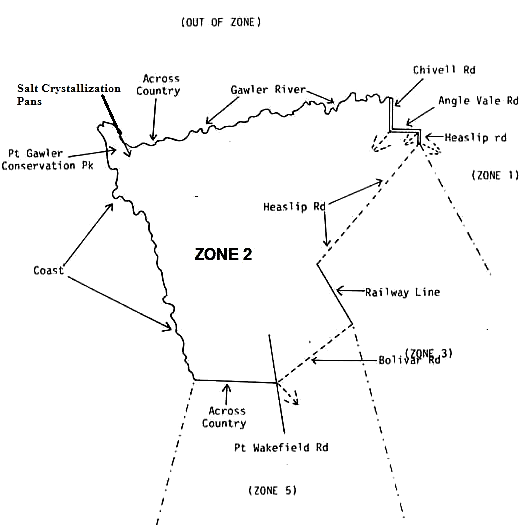 (OUT OF ZONE)
Chivell Rd
Across
Country
Gawler River
Salt Crystallization
Pans
Angle Vale Rd
Heaslip rd
Pt Gawler
Conservation Pk
(ZONE 1)
Heaslip Rd
ZONE 2
Coast
Railway Line
(ZONE 3)
Bolivar Rd
Across
Country
Pt Wakefield Rd
(ZONE 5)